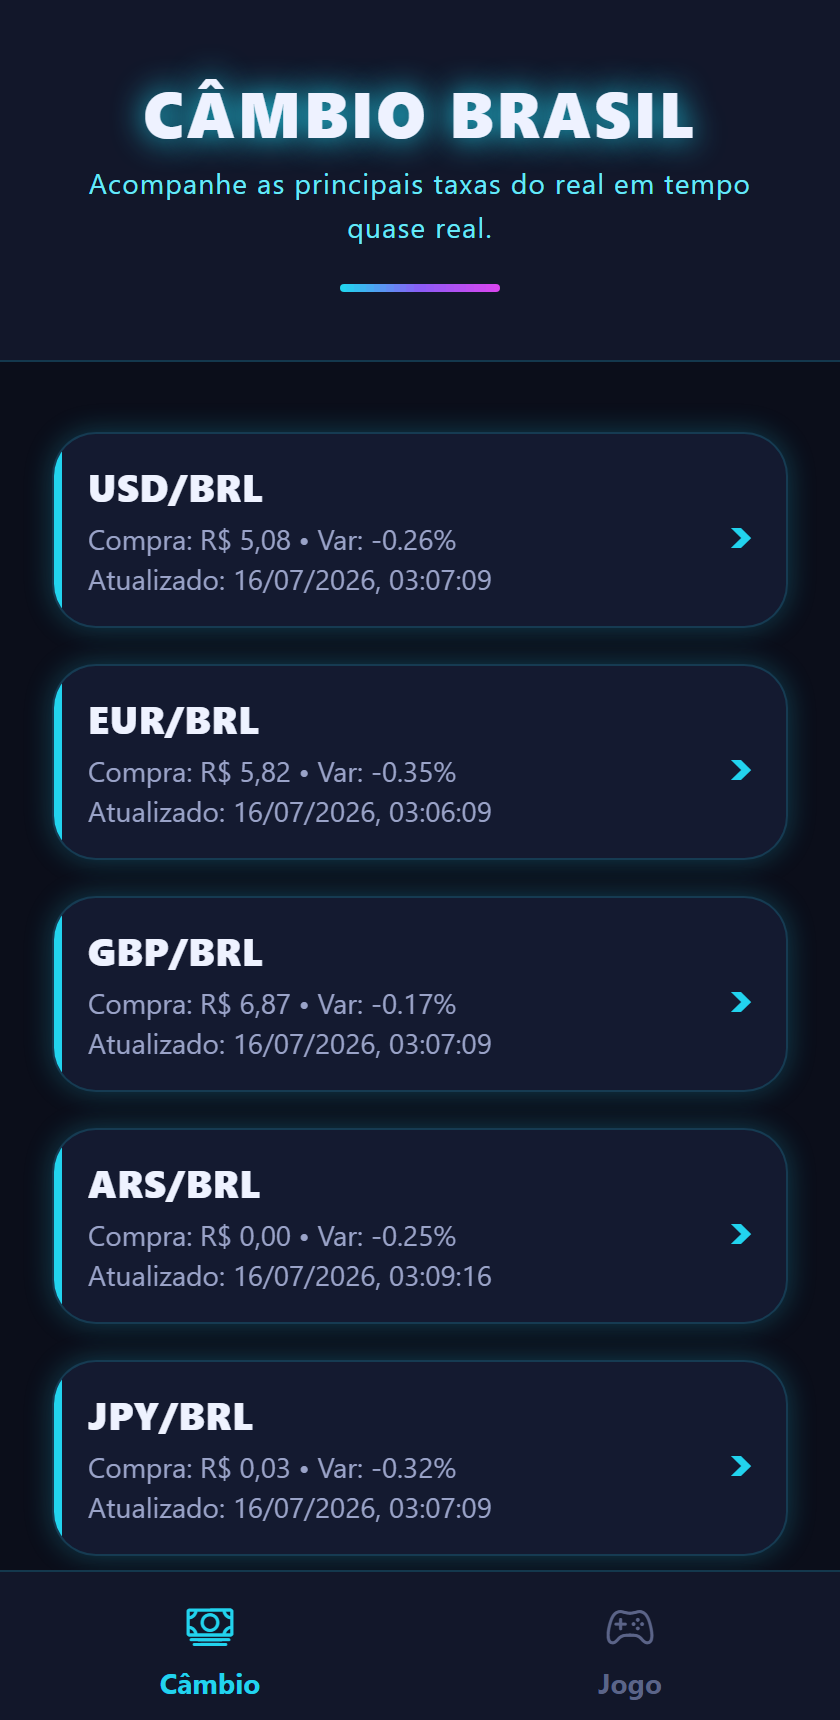 CÂMBIO BRASIL
Acompanhe as principais taxas do real em tempo
quase real.
USD/BRL
Compra: R$ 5,08 • Var: -0.26%
Atualizado: 16/07/2026, 03:07:09
EUR/BRL
Compra: R$ 5,82 • Var: -0.35%
Atualizado: 16/07/2026, 03:06:09
GBP/BRL
Compra: R$ 6,87 • Var: -0.17%
Atualizado: 16/07/2026, 03:07:09
ARS/BRL
Compra: R$ 0,00 • Var: -0.25%
Atualizado: 16/07/2026, 03:09:16
JPY/BRL
Compra: R$ 0,03 • Var: -0.32%
Atualizado: 16/07/2026, 03:07:09
Câmbio
Jogo